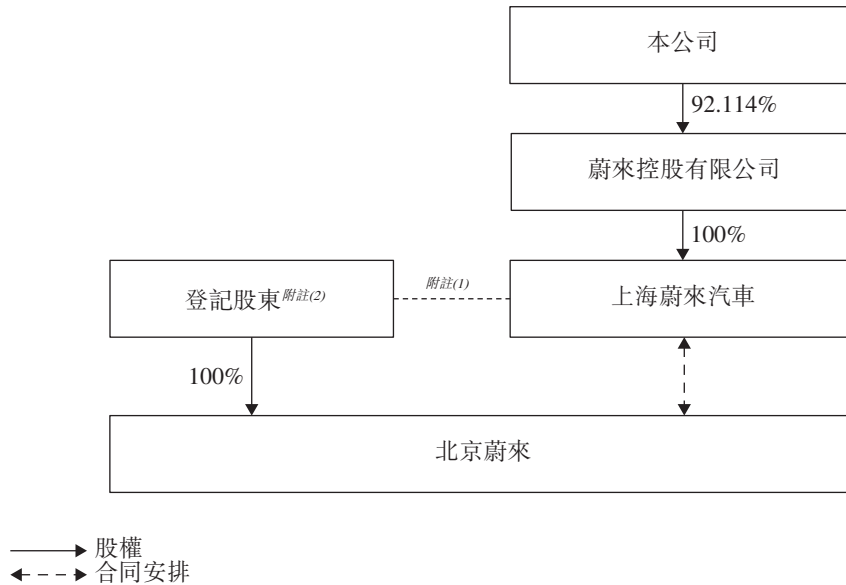 本公司
92.114%
蔚來控股有限公司
100%
登記股東附註(2)
附註(1)
上海蔚來汽車
100%
北京蔚來
股權
合同安排